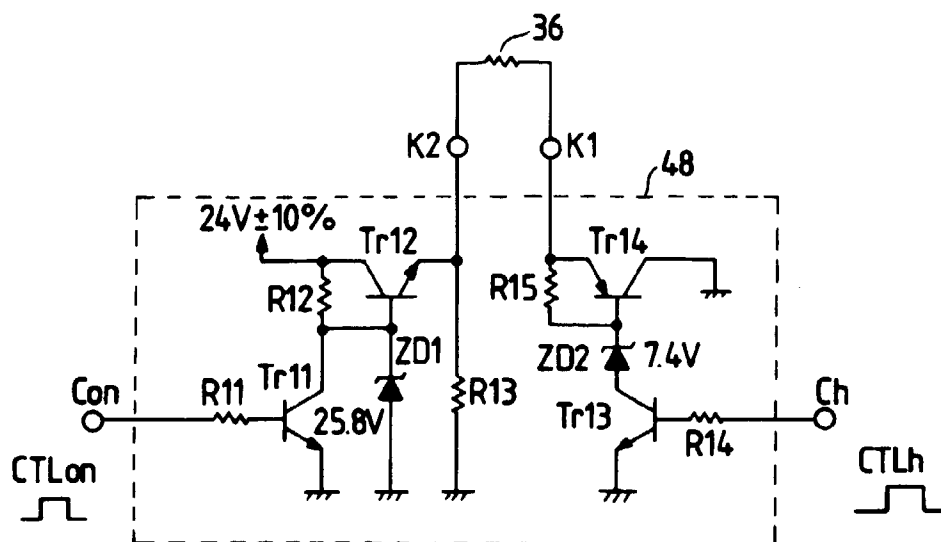 36
K2
K1
48
24V±10%
Tr12
Tr14
R12
R15
ZD1
ZD2
7.4V
Con
R11
Tr11
25.8V
R13
Tr13
R14
Ch
CTLon
CTLh